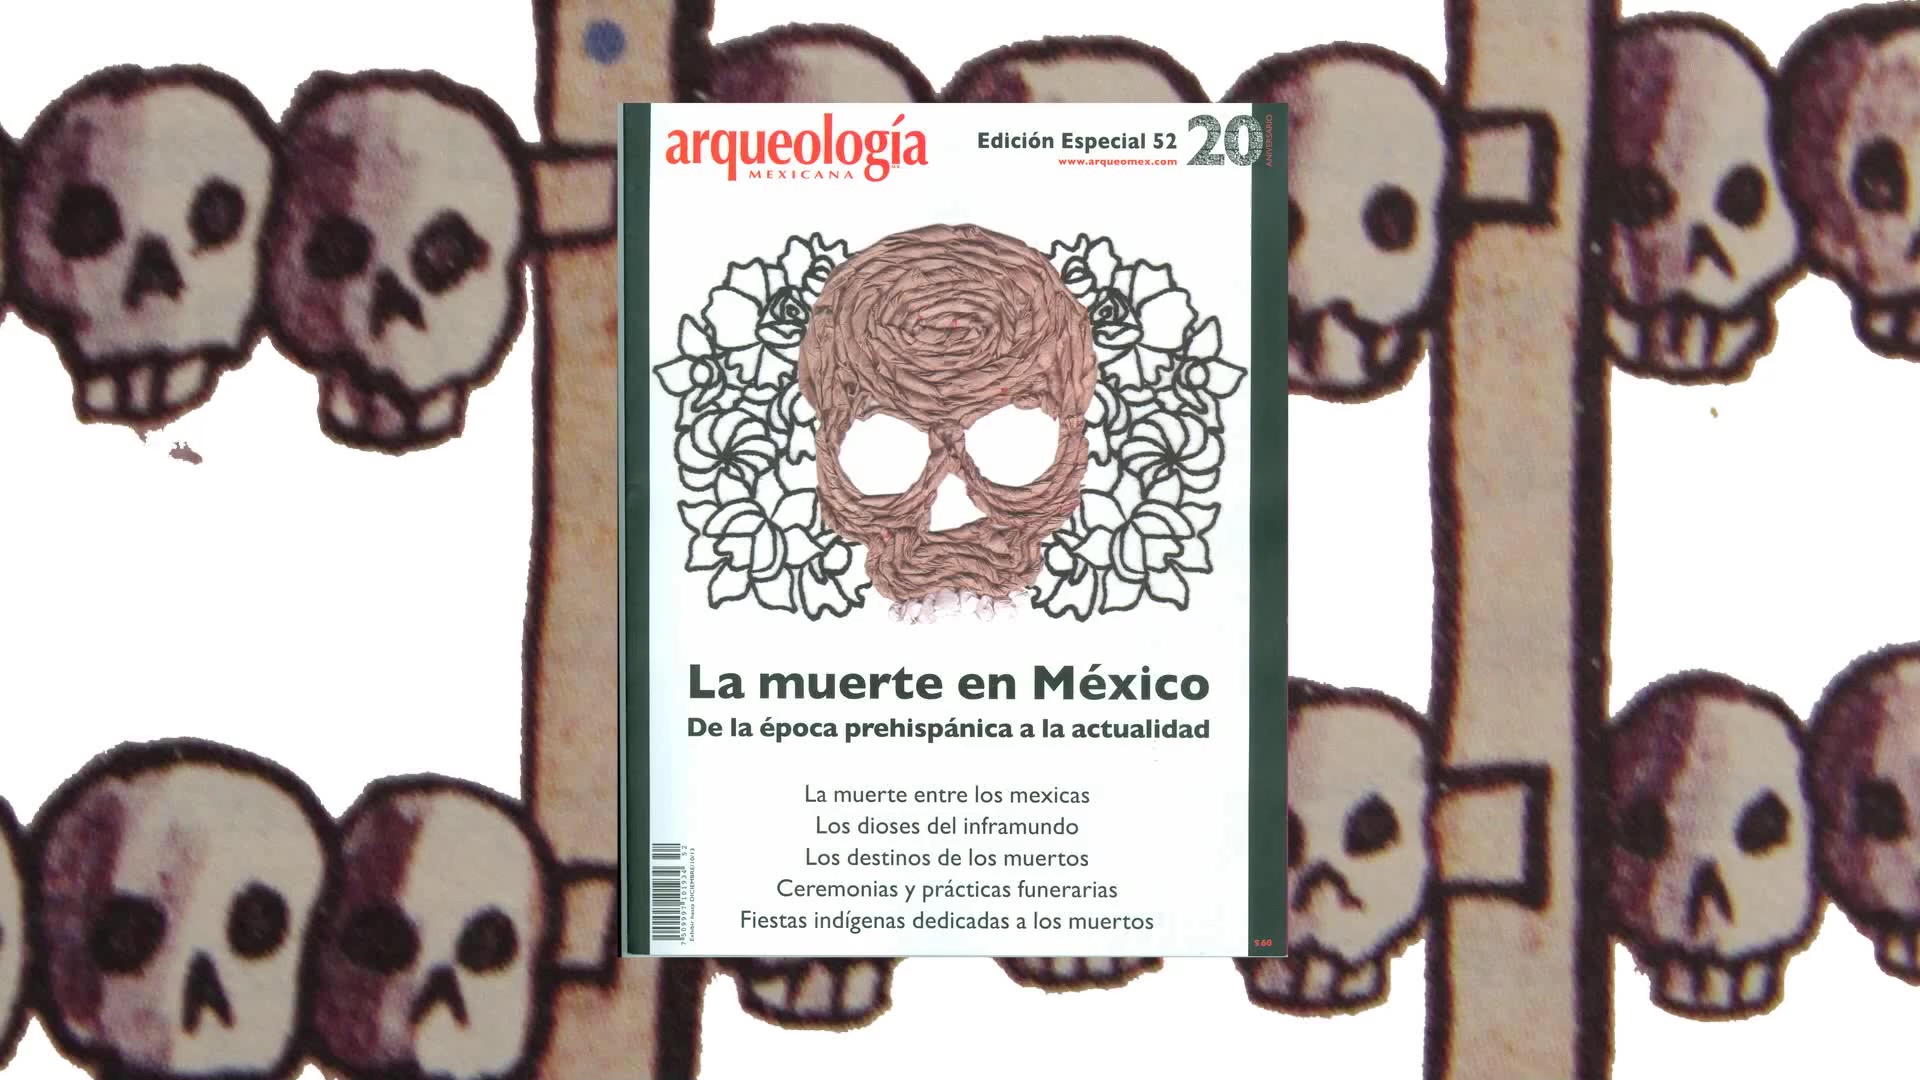 arqueología
MEXICANA
Edición Especial 52
www.arqueomex.com
20
ANIVERSARIO
La muerte en México
De la época prehispánica a la actualidad
La muerte entre los mexicas
Los dioses del inframundo
Los destinos de los muertos
Ceremonias y prácticas funerarias
Fiestas indígenas dedicadas a los muertos
$ 60